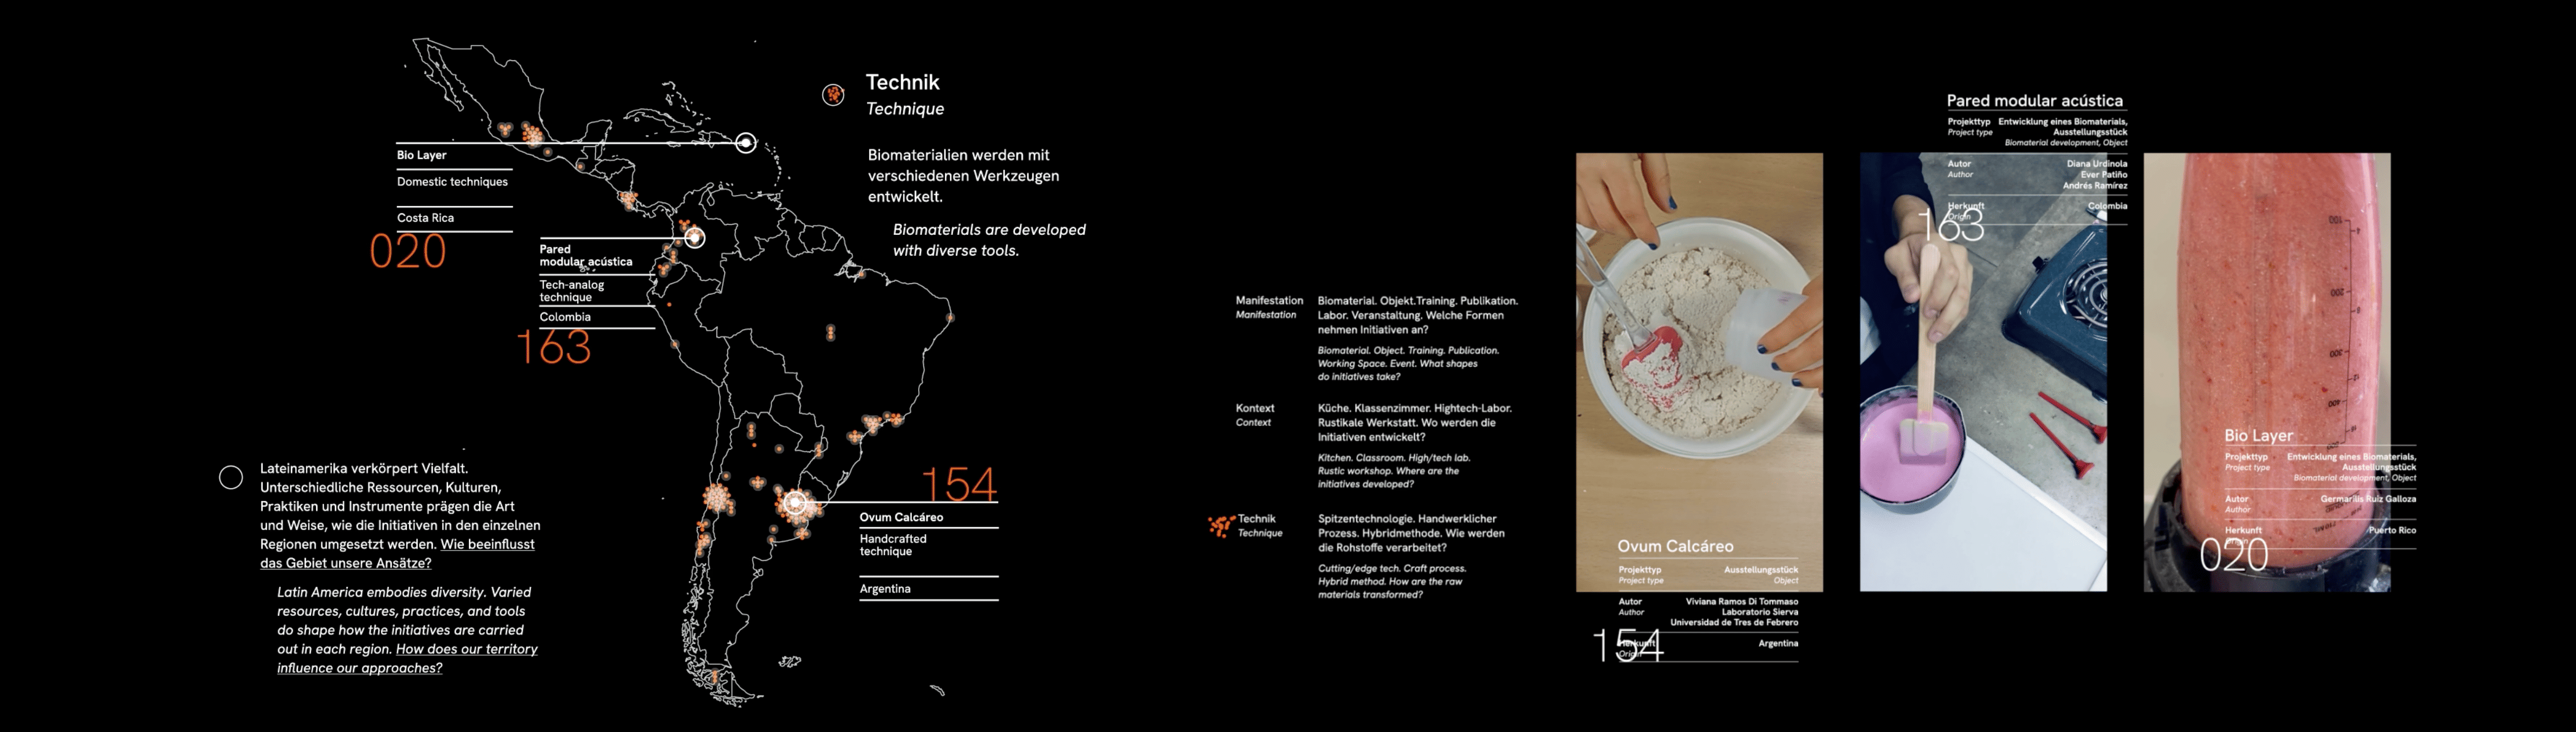 Technik
Technique
Biomaterialien werden mit
verschiedenen Werkzeugen
entwickelt.
Biomaterials are developed
with diverse tools.
Bio Layer
Domestic techniques
Costa Rica
020
Pared
modular acústica
Tech-analog
technique
Colombia
163
154
Ovum Calcáreo
Handcrafted
technique
Argentina
Lateinamerika verkörpert Vielfalt.
Unterschiedliche Ressourcen, Kulturen,
Praktiken und Instrumente prägen die Art
und Weise, wie die Initiativen in den einzelnen
Regionen umgesetzt werden. Wie beeinflusst
das Gebiet unsere Ansätze?
Latin America embodies diversity. Varied
resources, cultures, practices, and tools
do shape how the initiatives are carried
out in each region. How does our territory
influence our approaches?
Manifestation
Manifestation
Biomaterial. Objekt.Training. Publikation.
Labor. Veranstaltung. Welche Formen
nehmen Initiativen an?
Biomaterial. Object. Training. Publication.
Working Space. Event. What shapes
do initiatives take?
Kontext
Context
Küche. Klassenzimmer. Hightech-Labor.
Rustikale Werkstatt. Wo werden die
Initiativen entwickelt?
Kitchen. Classroom. High/tech lab.
Rustic workshop. Where are the
initiatives developed?
Technik
Technique
Spitzentechnologie. Handwerklicher
Prozess. Hybridmethode. Wie werden
die Rohstoffe verarbeitet?
Cutting/edge tech. Craft process.
Hybrid method. How are the raw
materials transformed?
Ovum Calcáreo
Projekttyp Ausstellungsstück
Project type Object
Autor Viviana Ramos Di Tommaso
Author Laboratorio Sierva
Universidad de Tres de Febrero
Herkunft Argentina
Origin
154
Pared modular acústica
Projekttyp Entwicklung eines Biomaterials,
Project type Ausstellungsstück
Biomaterial development, Object
Autor Diana Urdinola
Author Ever Patiño
Andrés Ramírez
Herkunft Colombia
Origin
163
Bio Layer
Projekttyp Entwicklung eines Biomaterials,
Project type Ausstellungsstück
Biomaterial development, Object
Autor Germarilis Ruiz Galloza
Author
Herkunft Puerto Rico
Origin
020